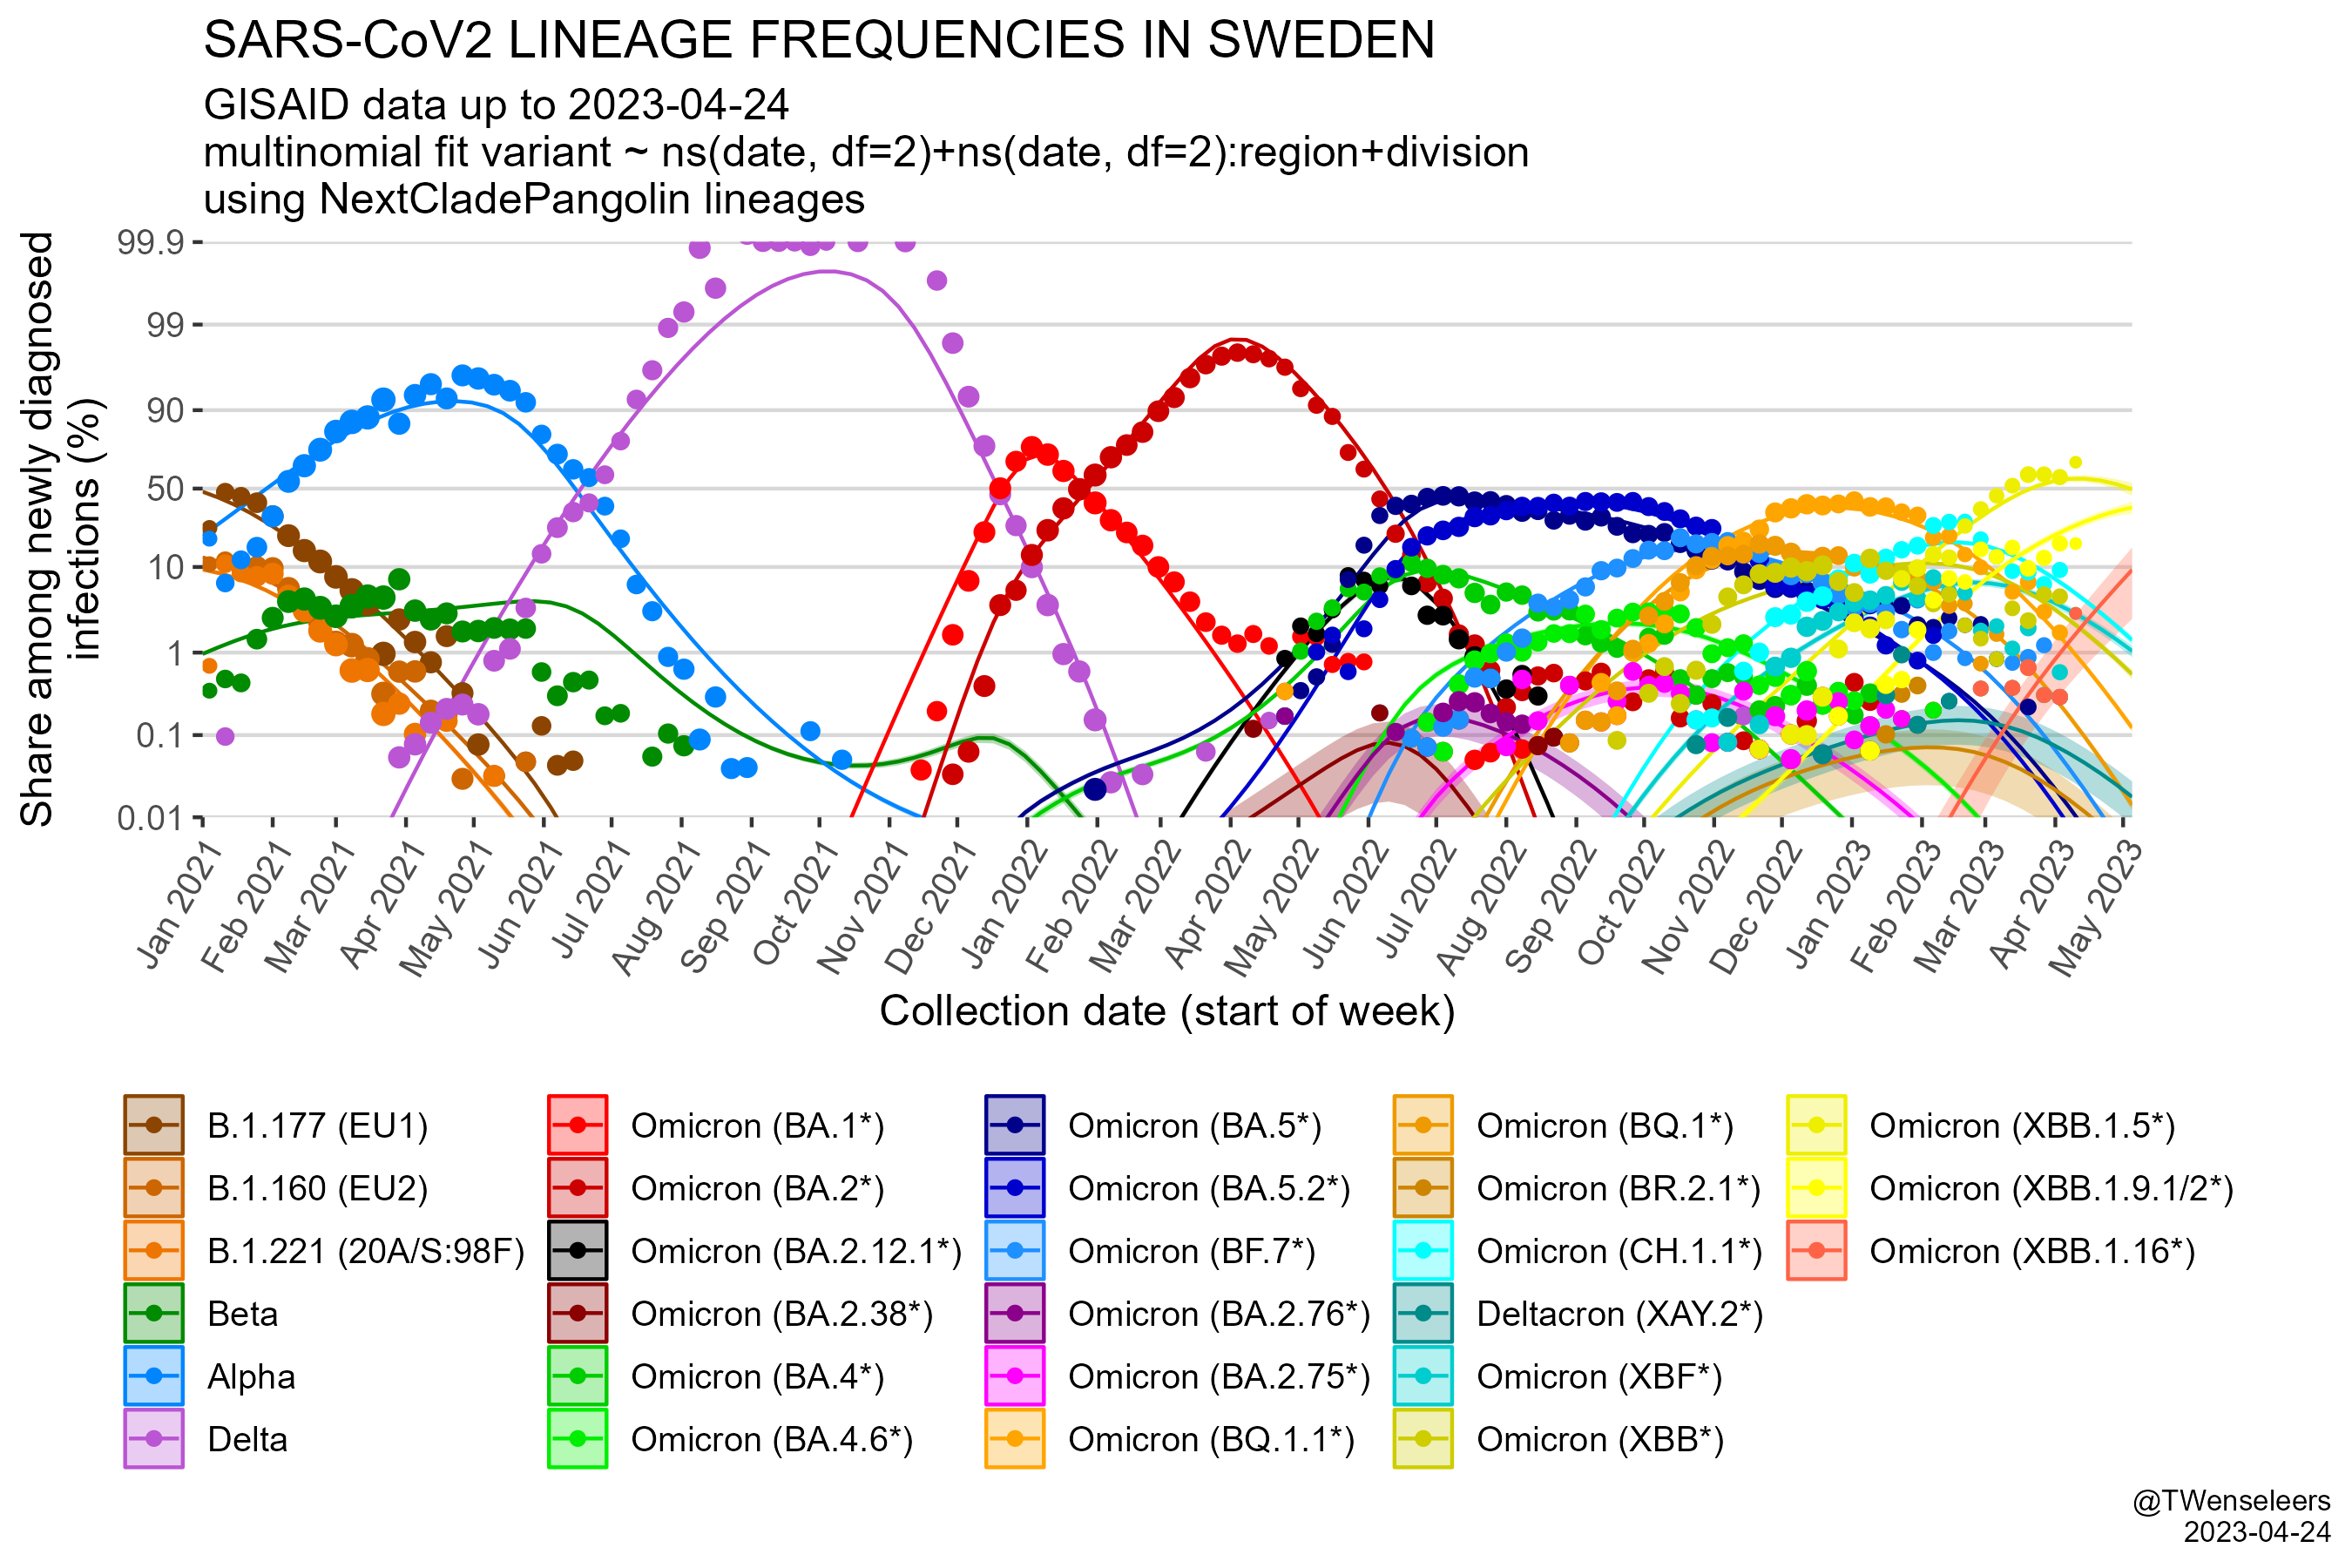 SARS-CoV2 LINEAGE FREQUENCIES IN SWEDEN
GISAID data up to 2023-04-24
multinomial fit variant ~ ns(date, df=2)+ns(date, df=2):region+division
using NextCladePangolin lineages
Share among newly diagnosed
infections (%)
99.9
99
90
50
10
1
0.1
0.01
Jan 2021
Feb 2021
Mar 2021
Apr 2021
May 2021
Jun 2021
Jul 2021
Aug 2021
Sep 2021
Oct 2021
Nov 2021
Dec 2021
Jan 2022
Feb 2022
Mar 2022
Apr 2022
May 2022
Jun 2022
Jul 2022
Aug 2022
Sep 2022
Oct 2022
Nov 2022
Dec 2022
Jan 2023
Feb 2023
Mar 2023
Apr 2023
May 2023
Collection date (start of week)
B.1.177 (EU1)
B.1.160 (EU2)
B.1.221 (20A/S:98F)
Beta
Alpha
Delta
Omicron (BA.1*)
Omicron (BA.2*)
Omicron (BA.2.12.1*)
Omicron (BA.2.38*)
Omicron (BA.4*)
Omicron (BA.4.6*)
Omicron (BA.5*)
Omicron (BA.5.2*)
Omicron (BF.7*)
Omicron (BA.2.76*)
Omicron (BA.2.75*)
Omicron (BQ.1.1*)
Omicron (BQ.1*)
Omicron (BR.2.1*)
Omicron (CH.1.1*)
Deltacron (XAY.2*)
Omicron (XBF*)
Omicron (XBB*)
Omicron (XBB.1.5*)
Omicron (XBB.1.9.1/2*)
Omicron (XBB.1.16*)
@TWenseleers
2023-04-24